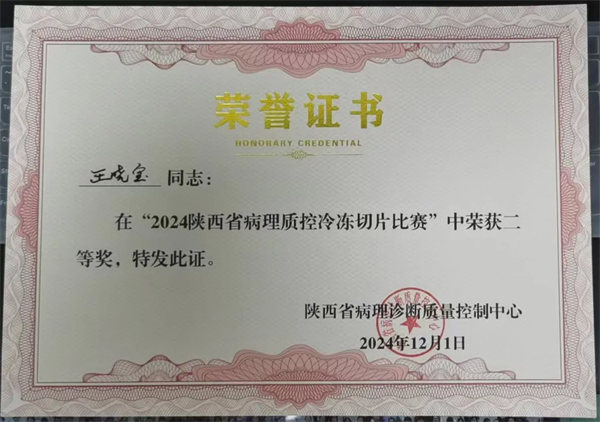 荣誉证书
HONORARY CREDENTIAL
王晓宝 同志：
在“2024陕西省病理质控冷冻切片比赛”中荣获二
等奖，特发此证。
陕西省病理诊断质量控制中心
2024年12月1日